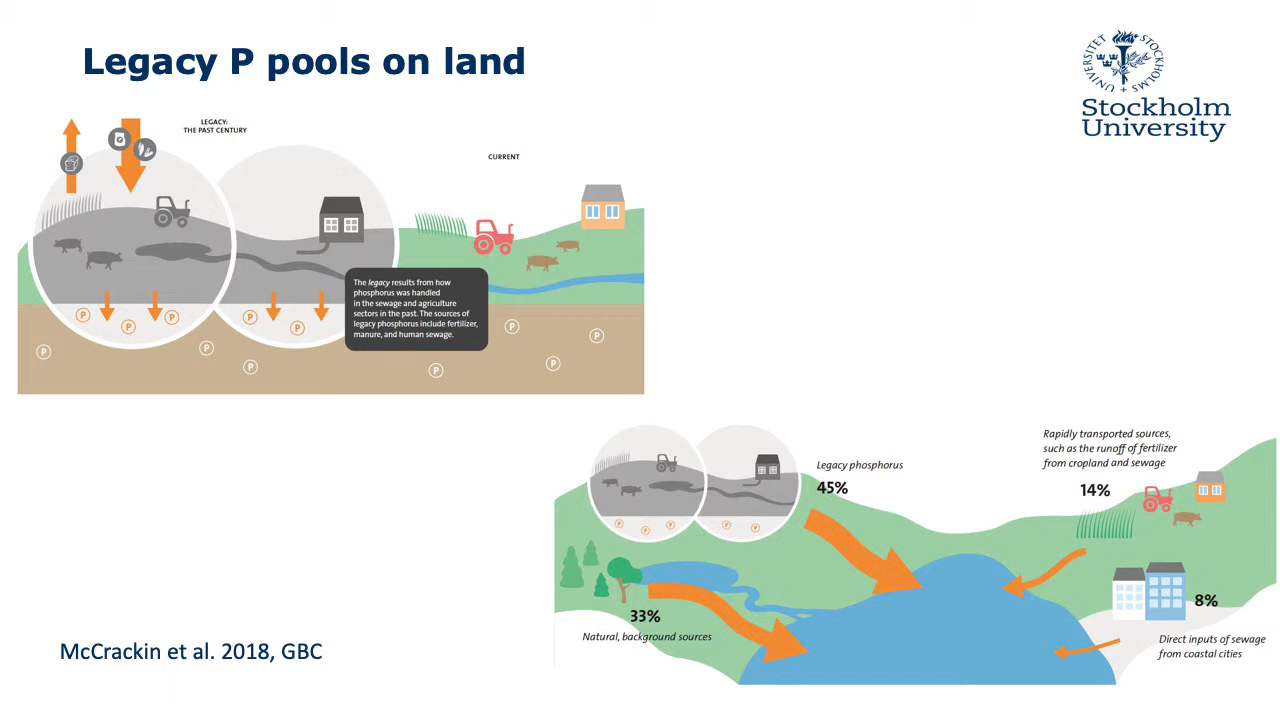 Legacy P pools on land
UNIVERSITET STOCKHOLMS
Stockholm
University
LEGACY:
THE PAST CENTURY
CURRENT
The legacy results from how
phosphorus was handled
in the sewage and agriculture
sectors in the past. The sources of
legacy phosphorus include fertilizer,
manure, and human sewage.
P
P
P
P
P
P
P
P
P
P
P
P
Legacy phosphorus
45%
Rapidly transported sources,
such as the runoff of fertilizer
from cropland and sewage
14%
P
P
P
P
P
33%
Natural, background sources
8%
Direct inputs of sewage
from coastal cities
McCrackin et al. 2018, GBC